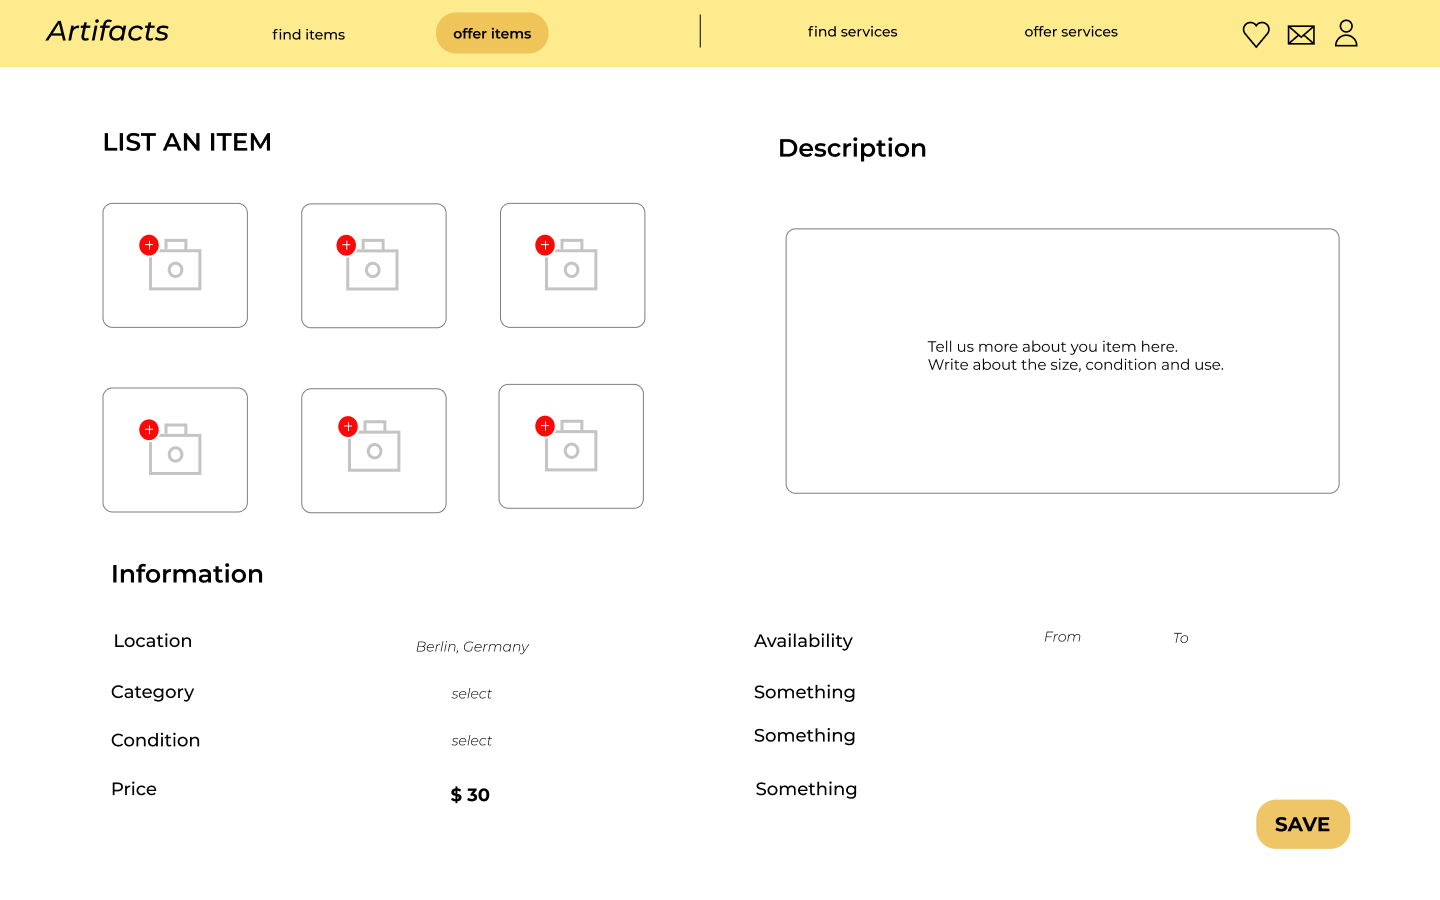 Artifacts
find items
offer items
find services
offer services
LIST AN ITEM
Description
Tell us more about you item here.
Write about the size, condition and use.
Information
Location
Berlin, Germany
Category
select
Condition
select
Price
$ 30
Availability
From
To
Something
Something
Something
SAVE